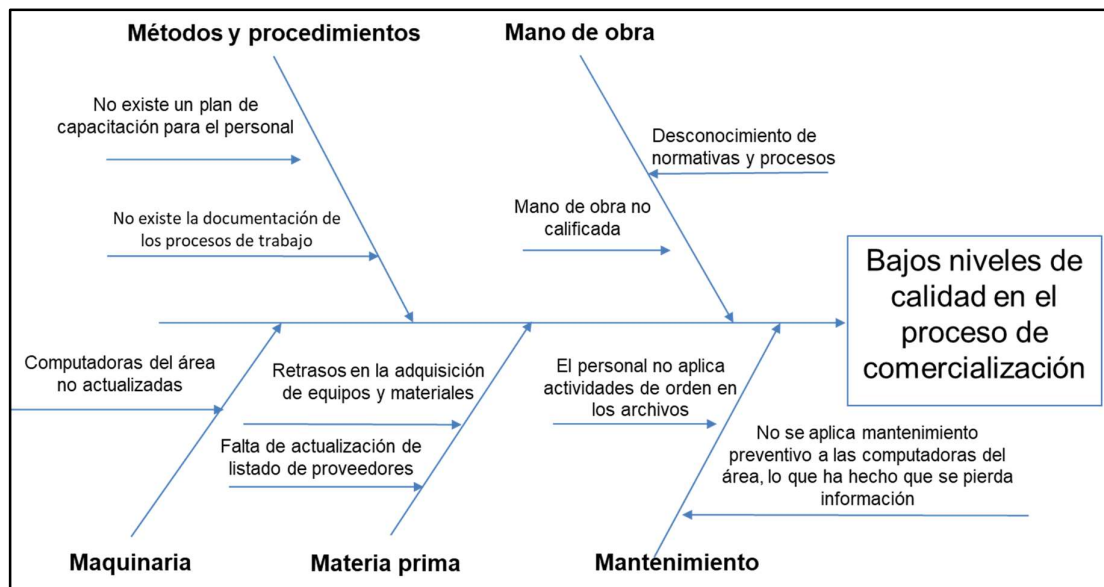 Métodos y procedimientos
Mano de obra
No existe un plan de
capacitación para el personal
Desconocimiento de
normativas y procesos
No existe la documentación de
los procesos de trabajo
Mano de obra no
calificada
Bajos niveles de
calidad en el
proceso de
comercialización
Computadoras del área
no actualizadas
Retrasos en la adquisición
de equipos y materiales
El personal no aplica
actividades de orden en
los archivos
Falta de actualización de
listado de proveedores
No se aplica mantenimiento
preventivo a las computadoras del
área, lo que ha hecho que se pierda
información
Maquinaria
Materia prima
Mantenimiento